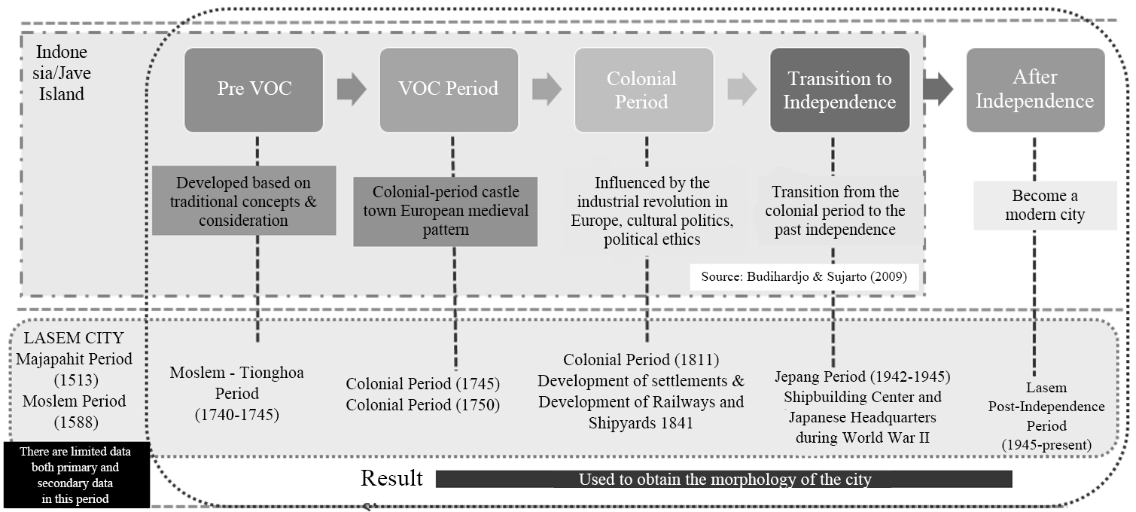 Indone
sia/Jave
Island
Pre VOC
VOC Period
Colonial
Period
Transition to
Independence
After
Independence
Developed based on
traditional concepts &
consideration
Colonial-period castle
town European medieval
pattern
Influenced by the
industrial revolution in
Europe, cultural politics,
political ethics
Transition from the
colonial period to the
past independence
Become a
modern city
Source: Budihardjo & Sujarto (2009)
LASEM CITY
Majapahit Period
(1513)
Moslem Period
(1588)
Moslem - Tionghoa
Period
(1740-1745)
Colonial Period (1745)
Colonial Period (1750)
Colonial Period (1811)
Development of settlements &
Development of Railways and
Shipyards 1841
Jepang Period (1942-1945)
Shipbuilding Center and
Japanese Headquarters
during World War II
Lasem
Post-Independence
Period
(1945-present)
There are limited data
both primary and
secondary data
in this period
Result
Used to obtain the morphology of the city